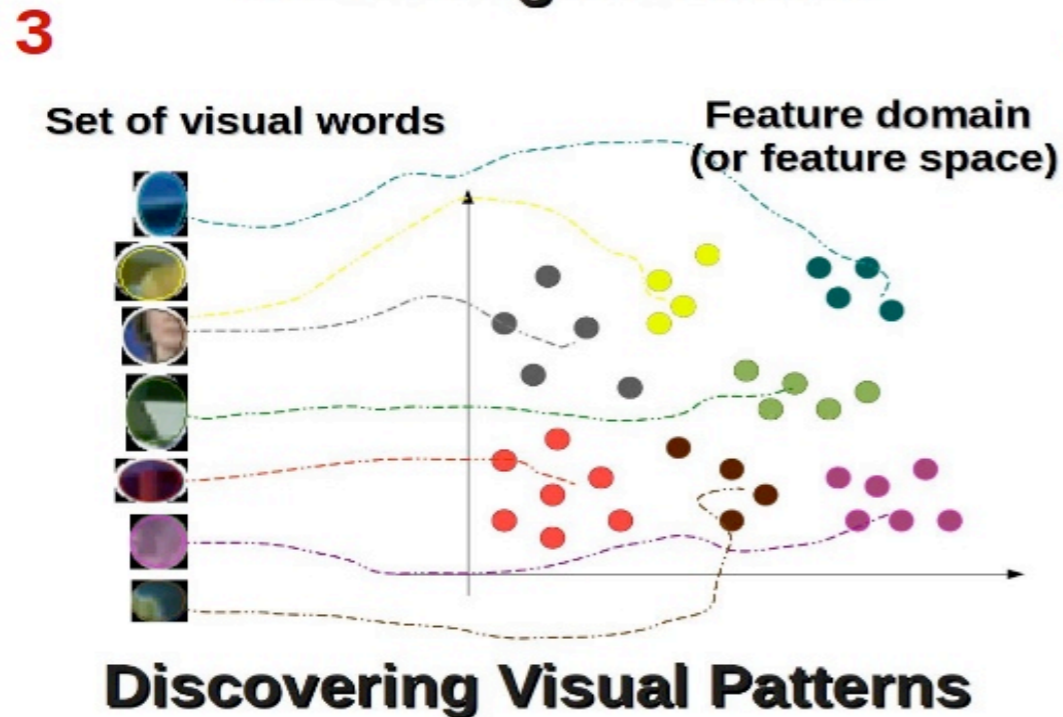 3
Set of visual words
Feature domain
(or feature space)
Discovering Visual Patterns